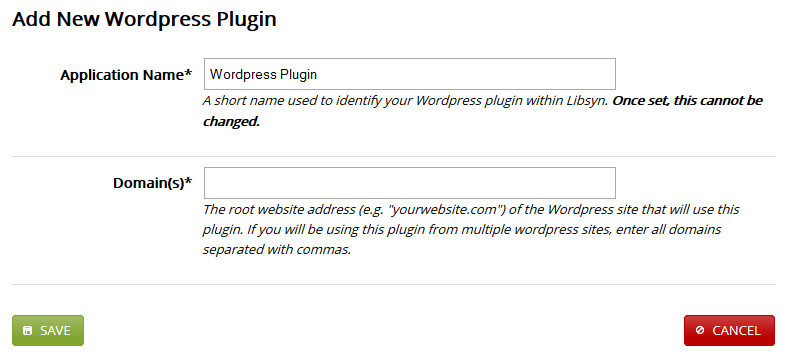 Add New Wordpress Plugin
Application Name*
Wordpress Plugin
A short name used to identify your Wordpress plugin within Libsyn. Once set, this cannot be
changed.
Domain(s)*
The root website address (e.g. "yourwebsite.com") of the Wordpress site that will use this
plugin. If you will be using this plugin from multiple wordpress sites, enter all domains
separated with commas.
SAVE
CANCEL